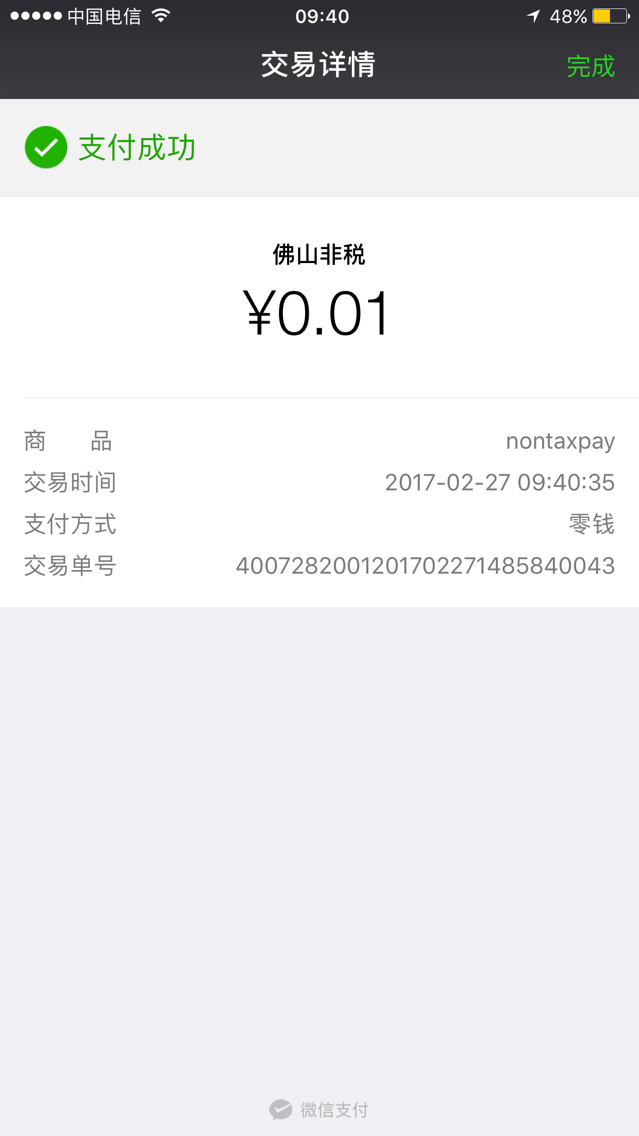 中国电信 09:40 48%
交易详情 完成
支付成功
佛山非税
¥0.01
商 品 nontaxpay
交易时间 2017-02-27 09:40:35
支付方式 零钱
交易单号 4007282001201702271485840043
微信支付